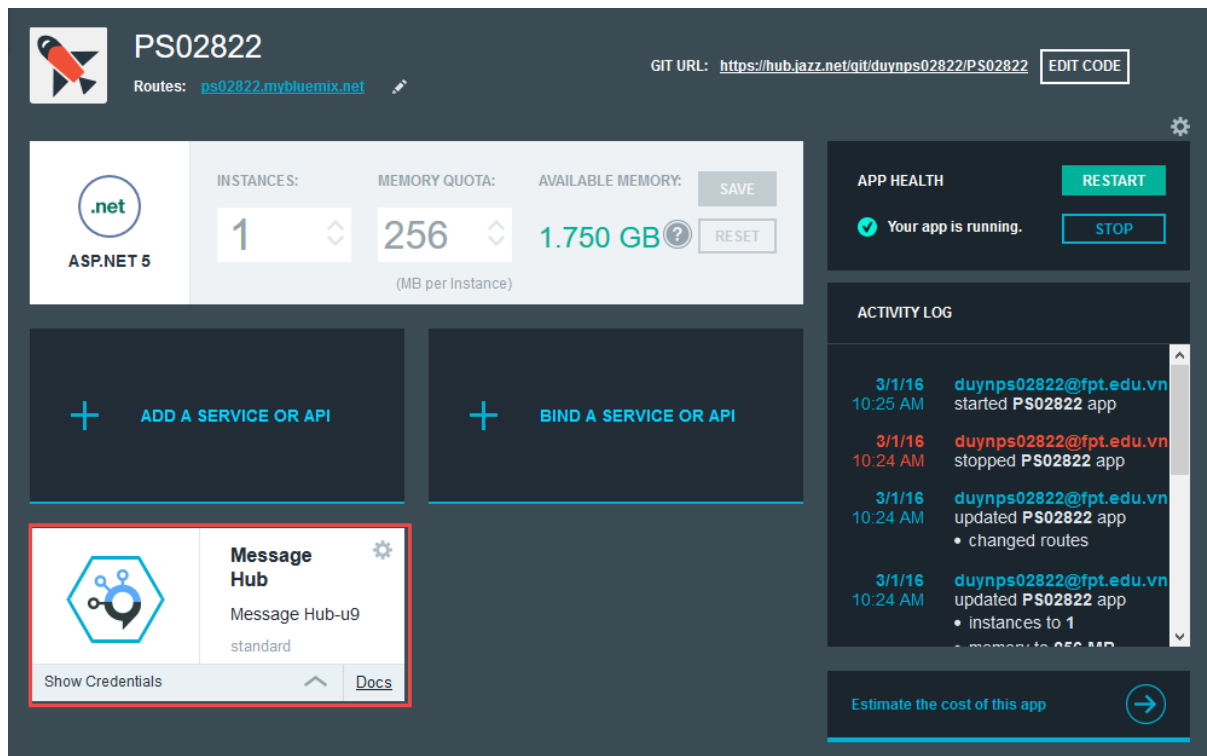 PS02822
Routes: ps02822.mybluemix.net
GIT URL: https://hub.jazz.net/git/duynps02822/PS02822 EDIT CODE
.net
ASP.NET 5
INSTANCES:
1
MEMORY QUOTA:
256
(MB per Instance)
AVAILABLE MEMORY:
1.750 GB ?
SAVE
RESET
APP HEALTH
RESTART
Your app is running.
STOP
ADD A SERVICE OR API
BIND A SERVICE OR API
ACTIVITY LOG
3/1/16 duynps02822@fpt.edu.vn
10:25 AM started PS02822 app
3/1/16 duynps02822@fpt.edu.vn
10:24 AM stopped PS02822 app
3/1/16 duynps02822@fpt.edu.vn
10:24 AM updated PS02822 app
• changed routes
3/1/16 duynps02822@fpt.edu.vn
10:24 AM updated PS02822 app
• instances to 1
• memory to 256 MB
Message
Hub
Message Hub-u9
standard
Show Credentials
Docs
Estimate the cost of this app